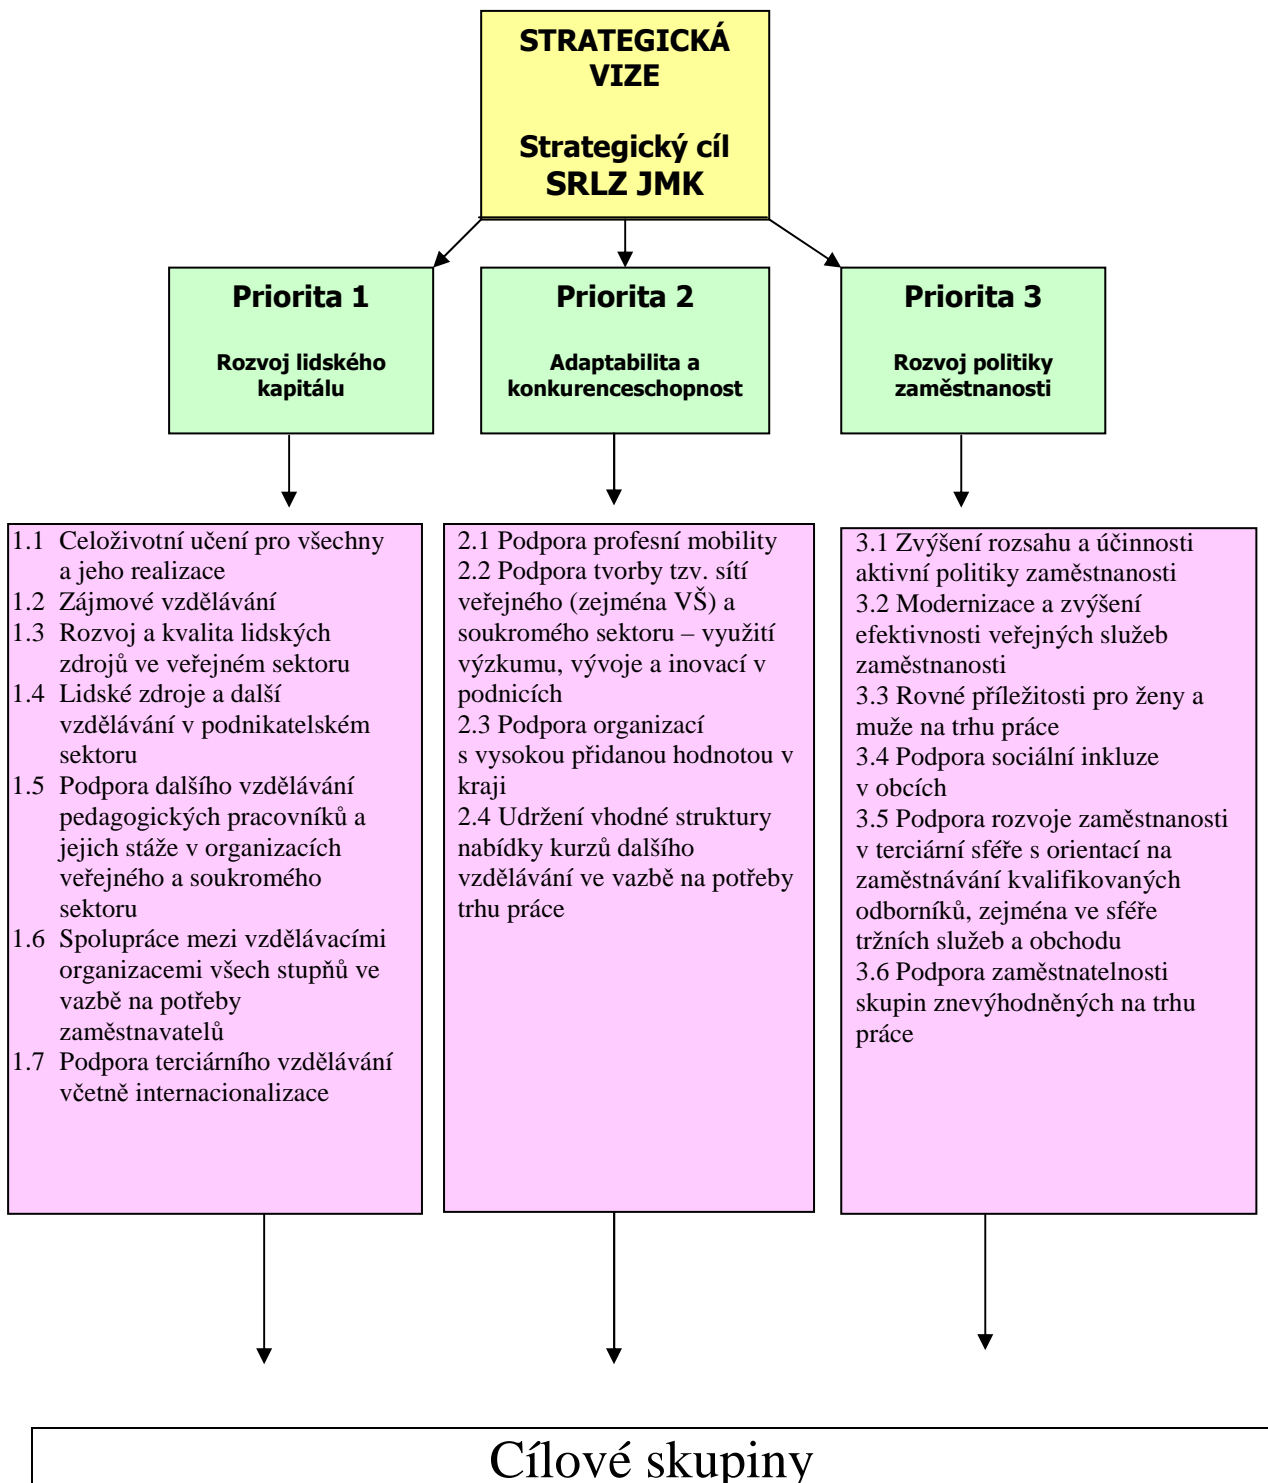 STRATEGICKÁ
VIZE
Strategický cíl
SRLZ JMK
Priorita 1
Rozvoj lidského
kapitálu
Priorita 2
Adaptabilita a
konkurenceschopnost
Priorita 3
Rozvoj politiky
zaměstnanosti
1.1 Celoživotní učení pro všechny
a jeho realizace
1.2 Zájmové vzdělávání
1.3 Rozvoj a kvalita lidských
zdrojů ve veřejném sektoru
1.4 Lidské zdroje a další
vzdělávání v podnikatelském
sektoru
1.5 Podpora dalšího vzdělávání
pedagogických pracovníků a
jejich stáže v organizacích
veřejného a soukromého
sektoru
1.6 Spolupráce mezi vzdělávacími
organizacemi všech stupňů ve
vazbě na potřeby
zaměstnavatelů
1.7 Podpora terciárního vzdělávání
včetně internacionalizace
2.1 Podpora profesní mobility
2.2 Podpora tvorby tzv. sítí
veřejného (zejména VŠ) a
soukromého sektoru – využití
výzkumu, vývoje a inovací v
podnicích
2.3 Podpora organizací
s vysokou přidanou hodnotou v
kraji
2.4 Udržení vhodné struktury
nabídky kurzů dalšího
vzdělávání ve vazbě na potřeby
trhu práce
3.1 Zvýšení rozsahu a účinnosti
aktivní politiky zaměstnanosti
3.2 Modernizace a zvýšení
efektivnosti veřejných služeb
zaměstnanosti
3.3 Rovné příležitosti pro ženy a
muže na trhu práce
3.4 Podpora sociální inkluze
v obcích
3.5 Podpora rozvoje zaměstnanosti
v terciární sféře s orientací na
zaměstnávání kvalifikovaných
odborníků, zejména ve sféře
tržních služeb a obchodu
3.6 Podpora zaměstnatelnosti
skupin znevýhodněných na trhu
práce
Cílové skupiny